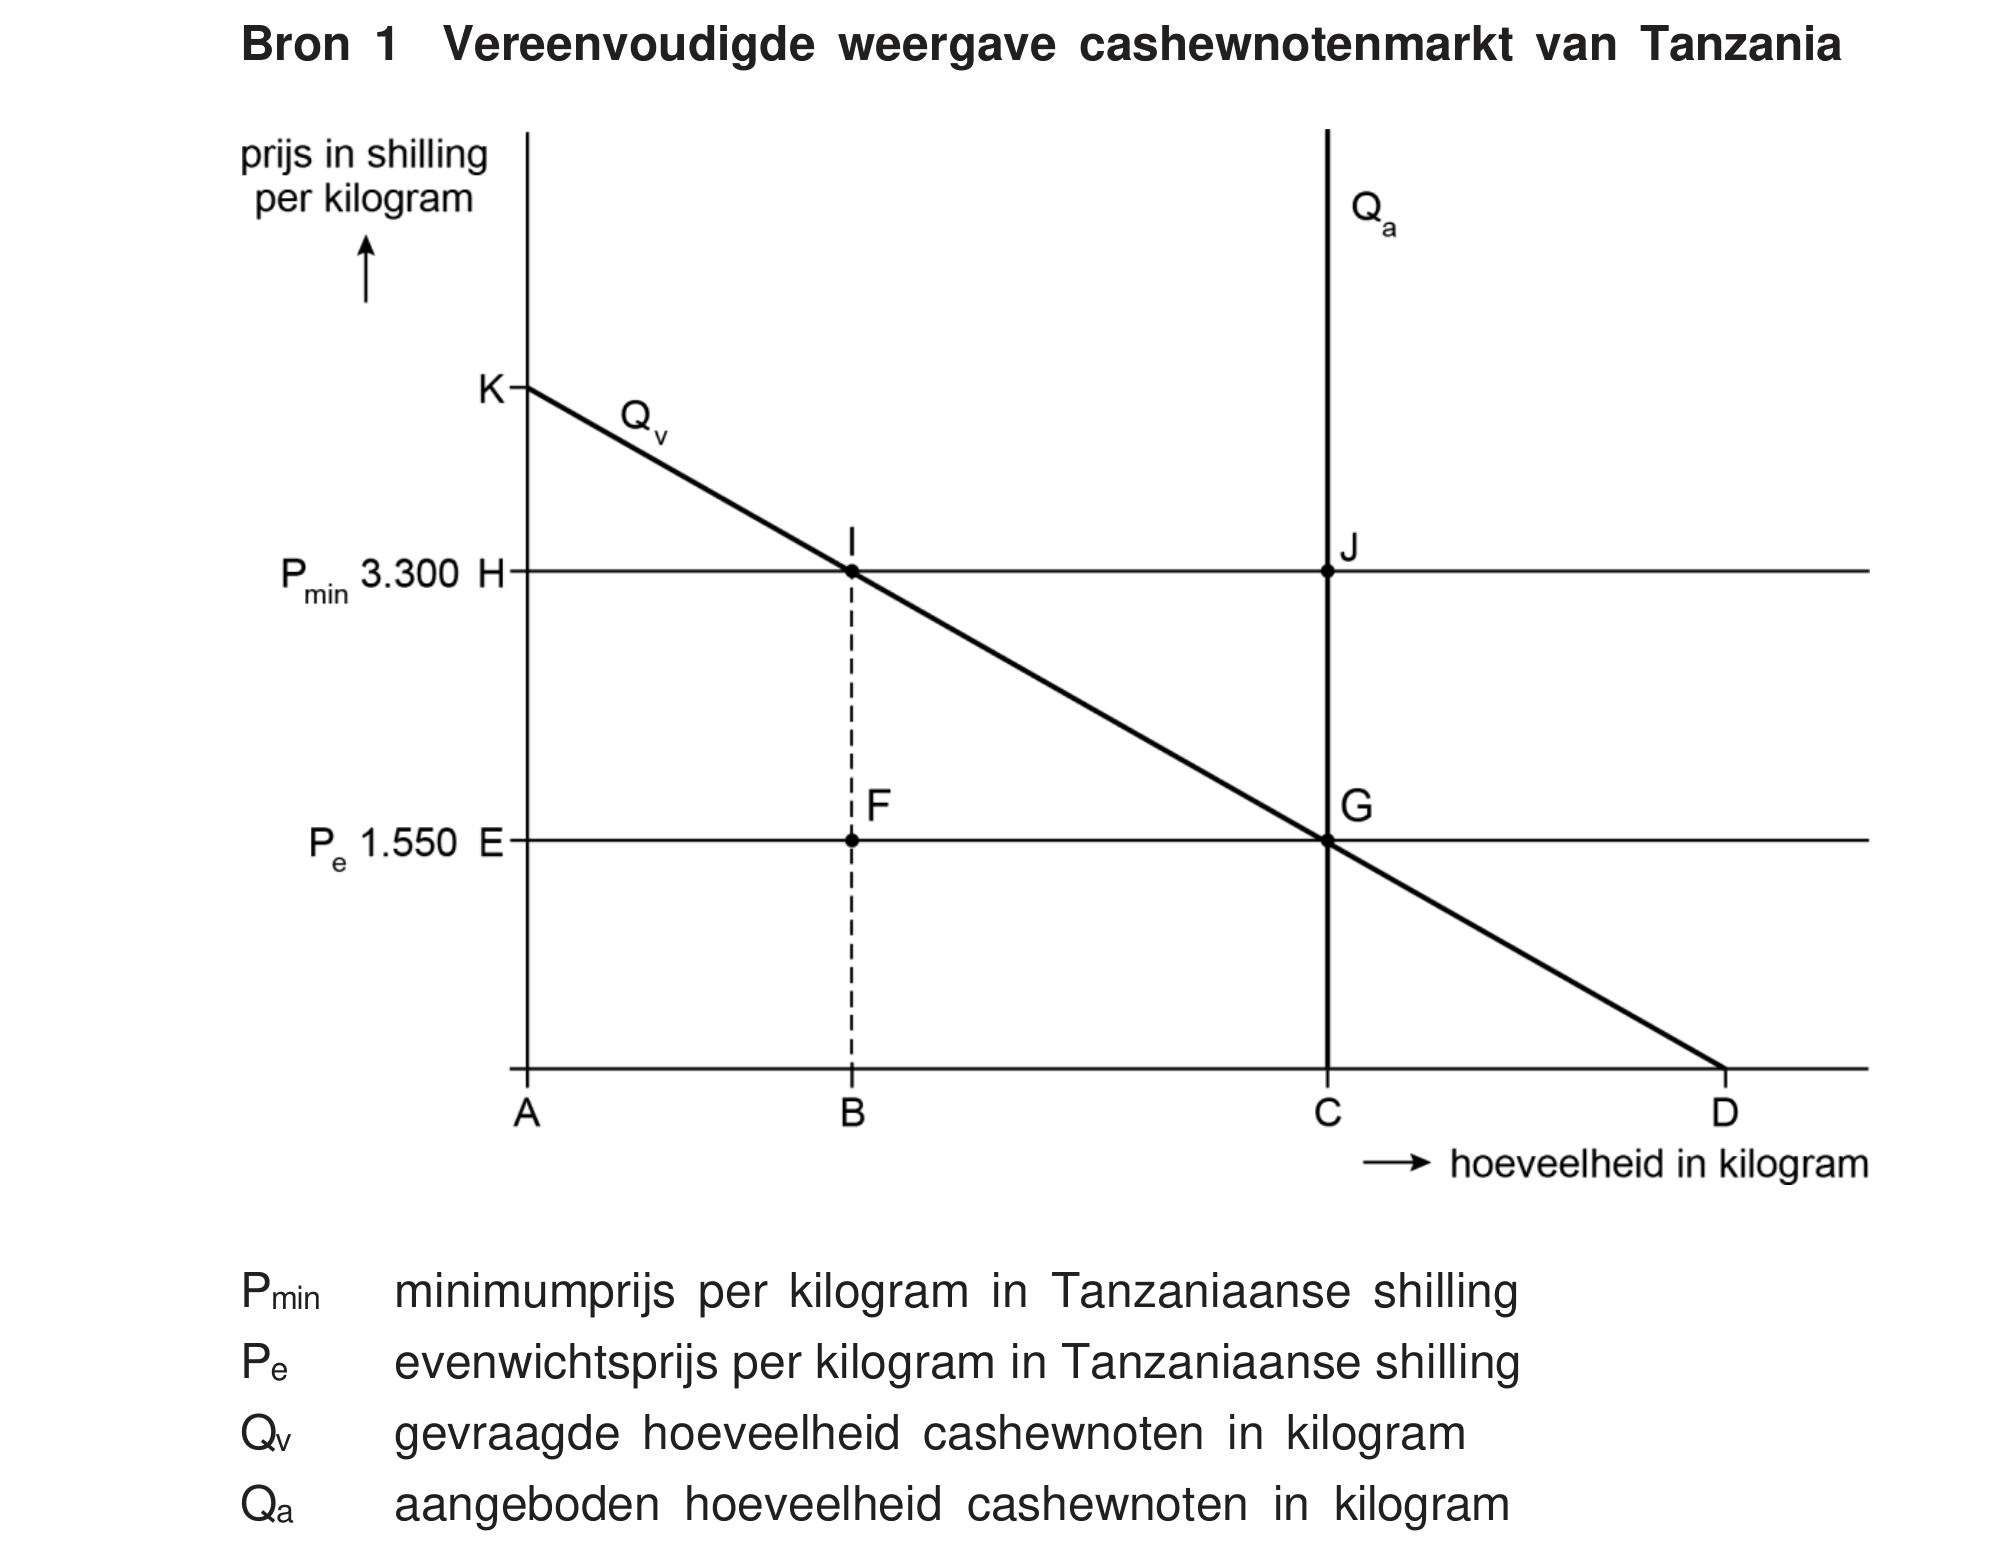 Bron 1 Vereenvoudigde weergave cashewnotenmarkt van Tanzania
prijs in shilling
per kilogram
Qa
K
Qv
I
J
Pmin 3.300 H
F
G
Pe 1.550 E
A B C D
hoeveelheid in kilogram
Pmin minimumprijs per kilogram in Tanzaniaanse shilling
Pe evenwichtsprijs per kilogram in Tanzaniaanse shilling
Qv gevraagde hoeveelheid cashewnoten in kilogram
Qa aangeboden hoeveelheid cashewnoten in kilogram